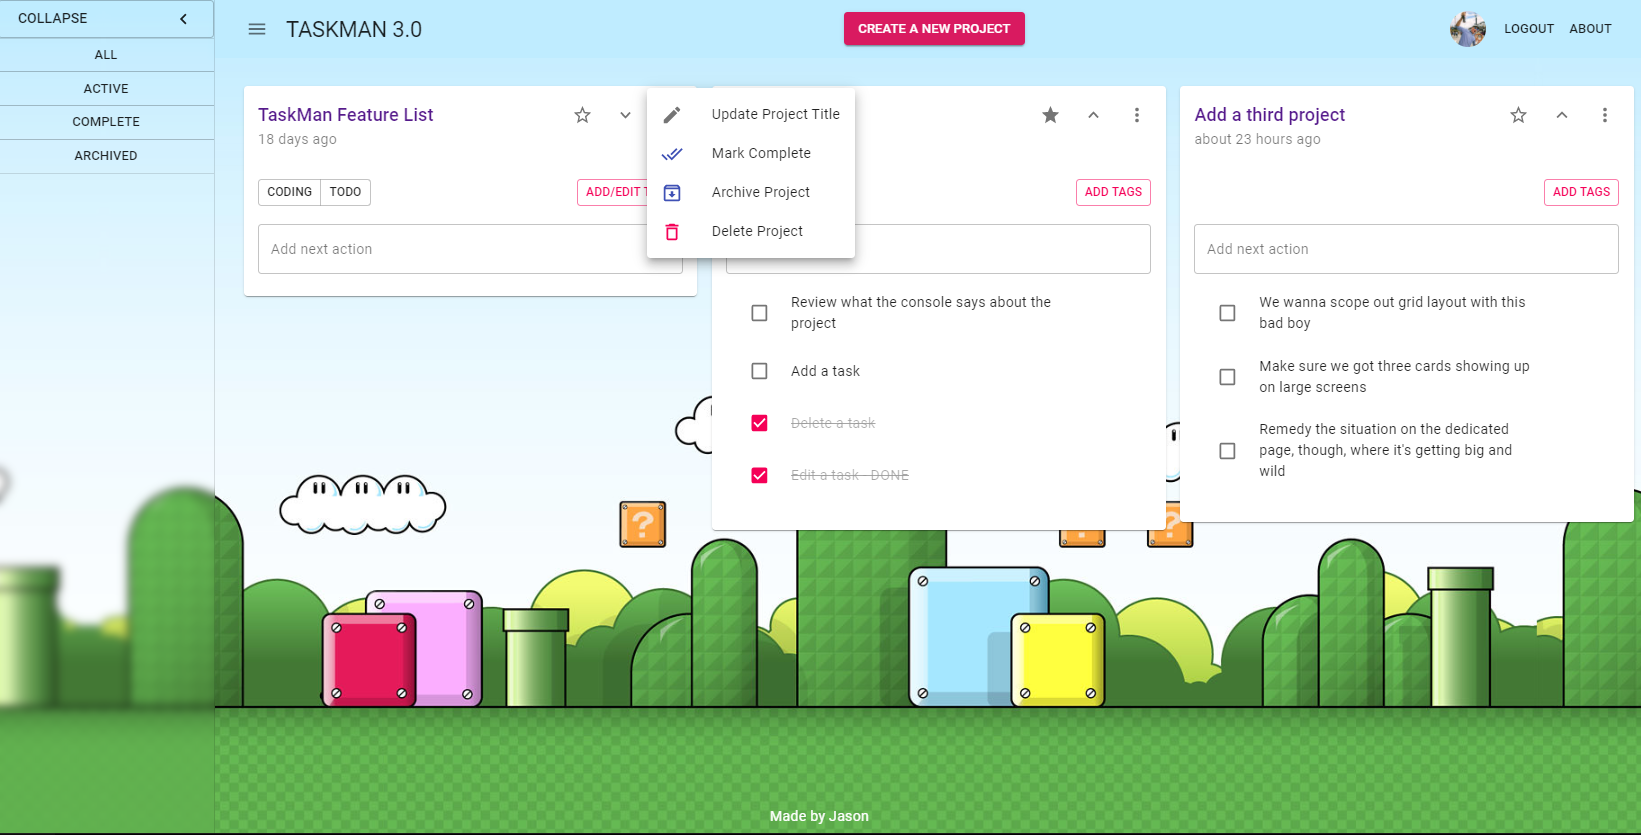 COLLAPSE
ALL
ACTIVE
COMPLETE
ARCHIVED
TASKMAN 3.0
CREATE A NEW PROJECT
LOGOUT
ABOUT
TaskMan Feature List
18 days ago
CODING
TODO
ADD/EDIT T
Add next action
Update Project Title
Mark Complete
Archive Project
Delete Project
ADD TAGS
Review what the console says about the
project
Add a task
Delete a task
Edit a task - DONE
Add a third project
about 23 hours ago
ADD TAGS
Add next action
We wanna scope out grid layout with this
bad boy
Make sure we got three cards showing up
on large screens
Remedy the situation on the dedicated
page, though, where it's getting big and
wild
?
?
?
Made by Jason